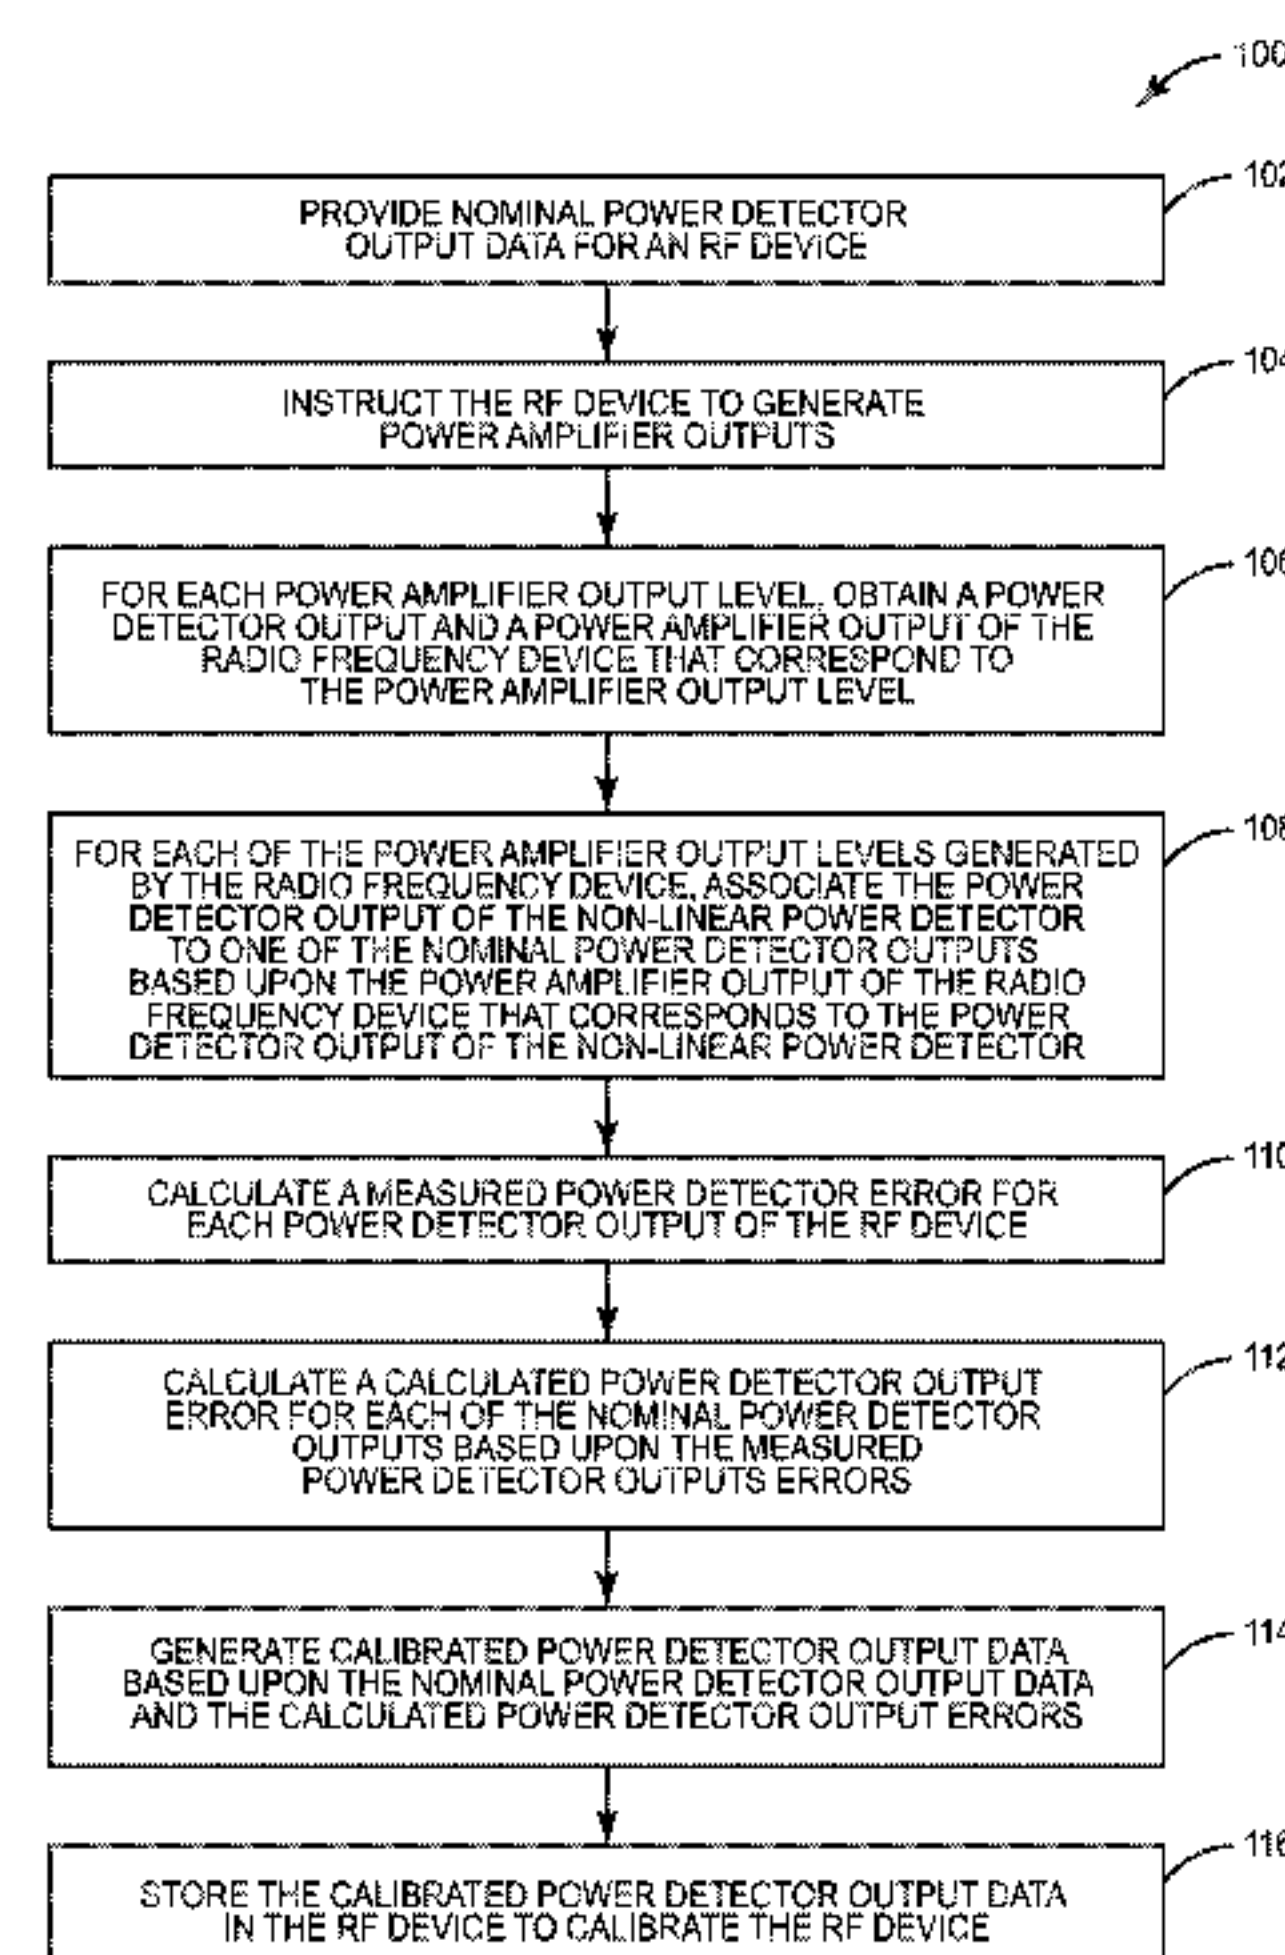 100
102
PROVIDE NOMINAL POWER DETECTOR
OUTPUT DATA FOR AN RF DEVICE
104
INSTRUCT THE RF DEVICE TO GENERATE
POWER AMPLIFIER OUTPUTS
106
FOR EACH POWER AMPLIFIER OUTPUT LEVEL, OBTAIN A POWER
DETECTOR OUTPUT AND A POWER AMPLIFIER OUTPUT OF THE
RADIO FREQUENCY DEVICE THAT CORRESPOND TO
THE POWER AMPLIFIER OUTPUT LEVEL
108
FOR EACH OF THE POWER AMPLIFIER OUTPUT LEVELS GENERATED
BY THE RADIO FREQUENCY DEVICE, ASSOCIATE THE POWER
DETECTOR OUTPUT OF THE NON-LINEAR POWER DETECTOR
TO ONE OF THE NOMINAL POWER DETECTOR OUTPUTS
BASED UPON THE POWER AMPLIFIER OUTPUT OF THE RADIO
FREQUENCY DEVICE THAT CORRESPONDS TO THE POWER
DETECTOR OUTPUT OF THE NON-LINEAR POWER DETECTOR
110
CALCULATE A MEASURED POWER DETECTOR ERROR FOR
EACH POWER DETECTOR OUTPUT OF THE RF DEVICE
112
CALCULATE A CALCULATED POWER DETECTOR OUTPUT
ERROR FOR EACH OF THE NOMINAL POWER DETECTOR
OUTPUTS BASED UPON THE MEASURED
POWER DETECTOR OUTPUTS ERRORS
114
GENERATE CALIBRATED POWER DETECTOR OUTPUT DATA
BASED UPON THE NOMINAL POWER DETECTOR OUTPUT DATA
AND THE CALCULATED POWER DETECTOR OUTPUT ERRORS
116
STORE THE CALIBRATED POWER DETECTOR OUTPUT DATA
IN THE RF DEVICE TO CALIBRATE THE RF DEVICE